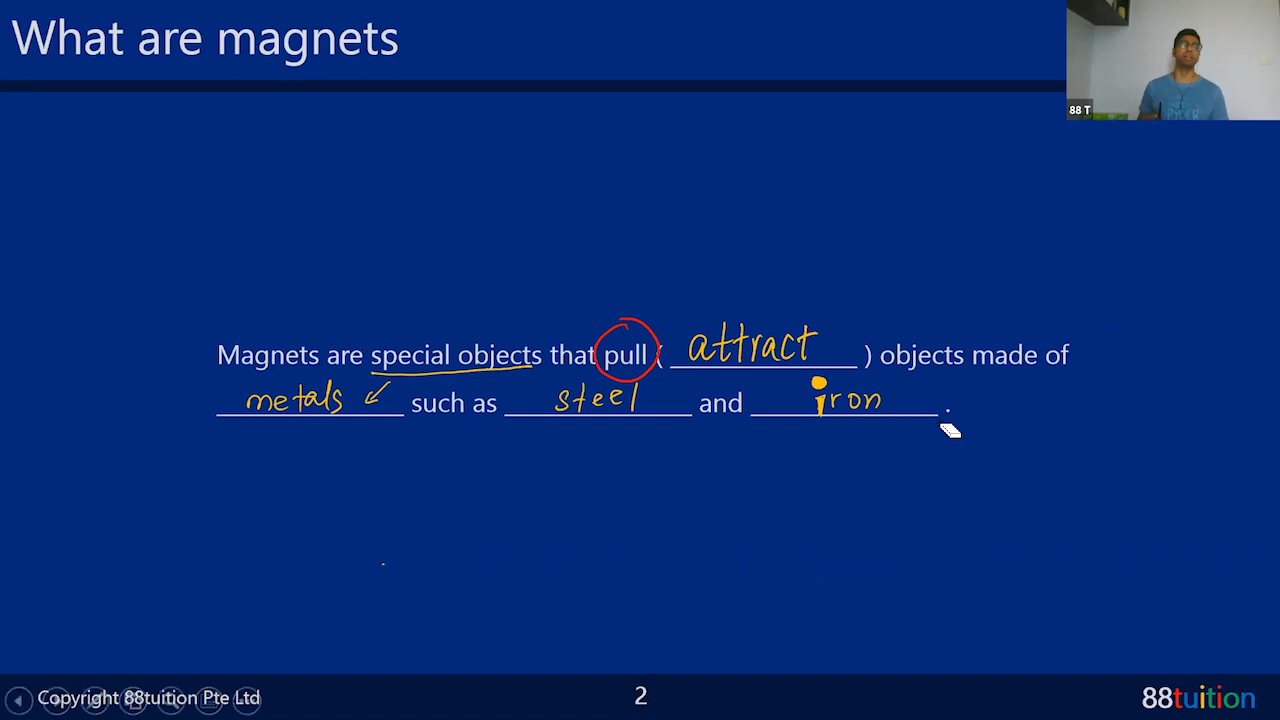 What are magnets
88 T
Magnets are special objects that pull ( attract ) objects made of
metals such as steel and iron .
Copyright 88tuition Pte Ltd
2
88tuition